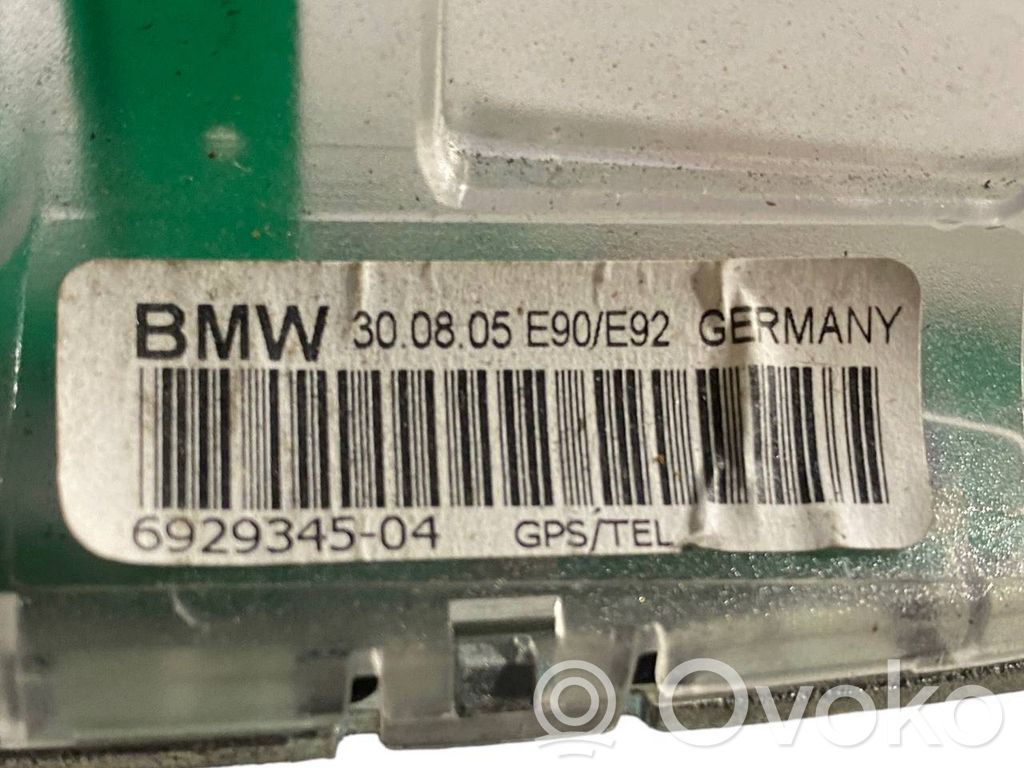 BMW 30.08.05 E90/E92 GERMANY
6929345-04 GPS/TEL
Ovoko